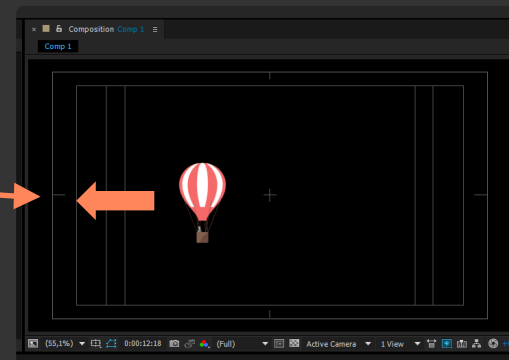 × Composition Comp 1 ≡
Comp 1
(55,1%) 0:00:12:18 (Full) Active Camera 1 View